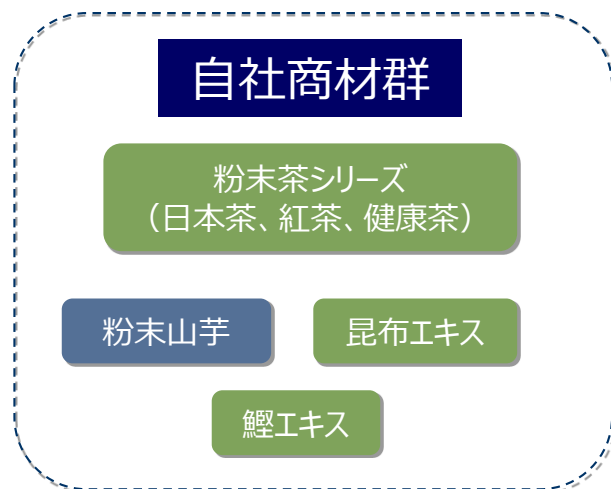 自社商材群
粉末茶シリーズ
（日本茶、紅茶、健康茶）
粉末山芋
昆布エキス
鰹エキス